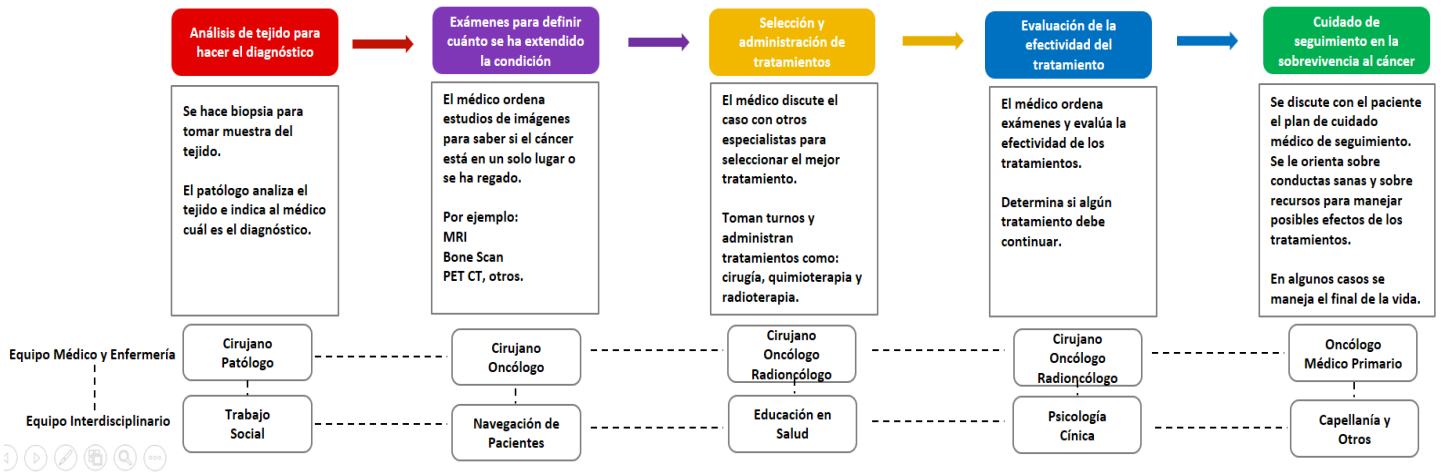 Análisis de tejido para
hacer el diagnóstico
Exámenes para definir
cuánto se ha extendido
la condición
Selección y
administración de
tratamientos
Evaluación de la
efectividad del
tratamiento
Cuidado de
seguimiento en la
sobrevivencia al cáncer
Se hace biopsia para
tomar muestra del
tejido.
El patólogo analiza el
tejido e indica al médico
cuál es el diagnóstico.
El médico ordena
estudios de imágenes
para saber si el cáncer
está en un solo lugar o
se ha regado.
Por ejemplo:
MRI
Bone Scan
PET CT, otros.
El médico discute el
caso con otros
especialistas para
seleccionar el mejor
tratamiento.
Toman turnos y
administran
tratamientos como:
cirugía, quimioterapia y
radioterapia.
El médico ordena
exámenes y evalúa la
efectividad de los
tratamientos.
Determina si algún
tratamiento debe
continuar.
Se discute con el paciente
el plan de cuidado
médico de seguimiento.
Se le orienta sobre
conductas sanas y sobre
recursos para manejar
posibles efectos de los
tratamientos.
En algunos casos se
maneja el final de la vida.
Equipo Médico y Enfermería
Cirujano
Patólogo
Cirujano
Oncólogo
Cirujano
Oncólogo
Radioncólogo
Cirujano
Oncólogo
Radioncólogo
Oncólogo
Médico Primario
Equipo Interdisciplinario
Trabajo
Social
Navegación de
Pacientes
Educación en
Salud
Psicología
Cínica
Capellanía y
Otros